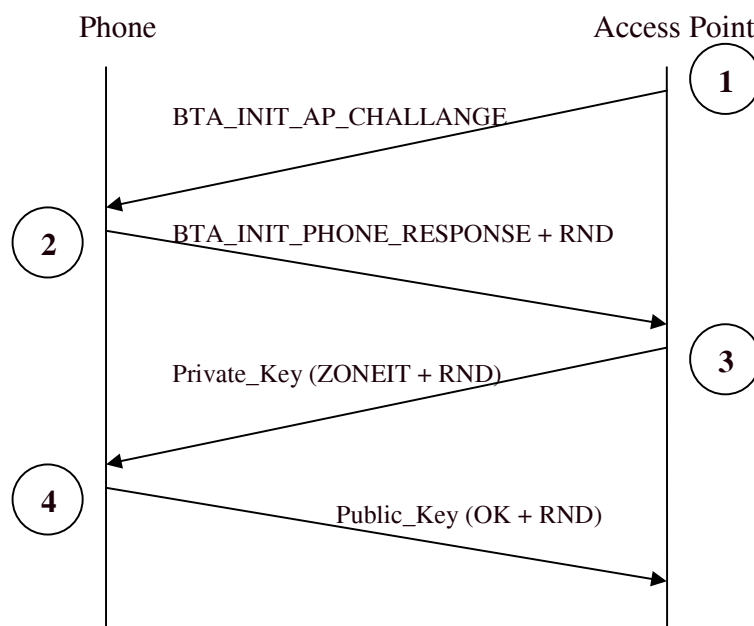 Phone
Access Point
1
BTA_INIT_AP_CHALLANGE
2
BTA_INIT_PHONE_RESPONSE + RND
3
Private_Key (ZONEIT + RND)
4
Public_Key (OK + RND)